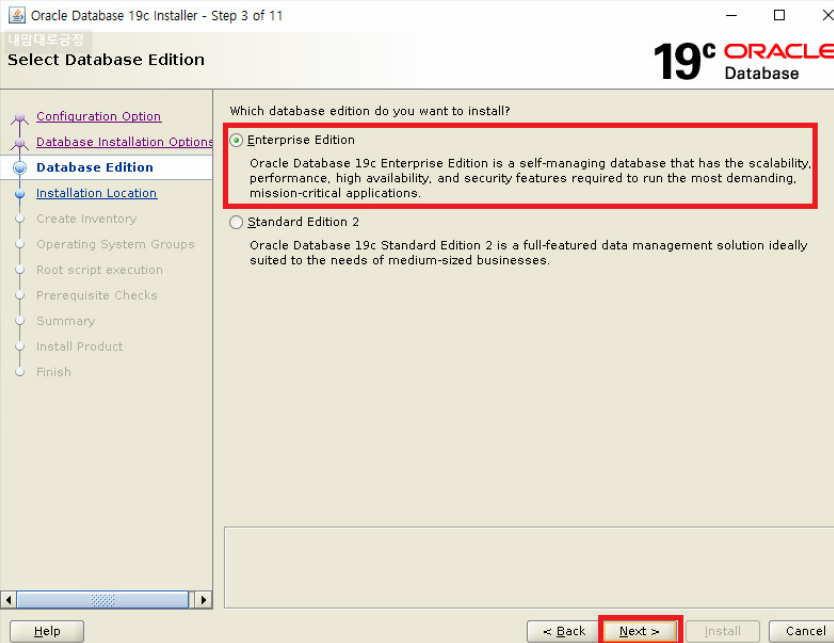 Oracle Database 19c Installer - Step 3 of 11
내맘대로긍정
Select Database Edition
19c ORACLE
Database
Configuration Option
Database Installation Options
Database Edition
Installation Location
Create Inventory
Operating System Groups
Root script execution
Prerequisite Checks
Summary
Install Product
Finish
Which database edition do you want to install?
Enterprise Edition
Oracle Database 19c Enterprise Edition is a self-managing database that has the scalability,
performance, high availability, and security features required to run the most demanding,
mission-critical applications.
Standard Edition 2
Oracle Database 19c Standard Edition 2 is a full-featured data management solution ideally
suited to the needs of medium-sized businesses.
Help
< Back
Next >
Install
Cancel